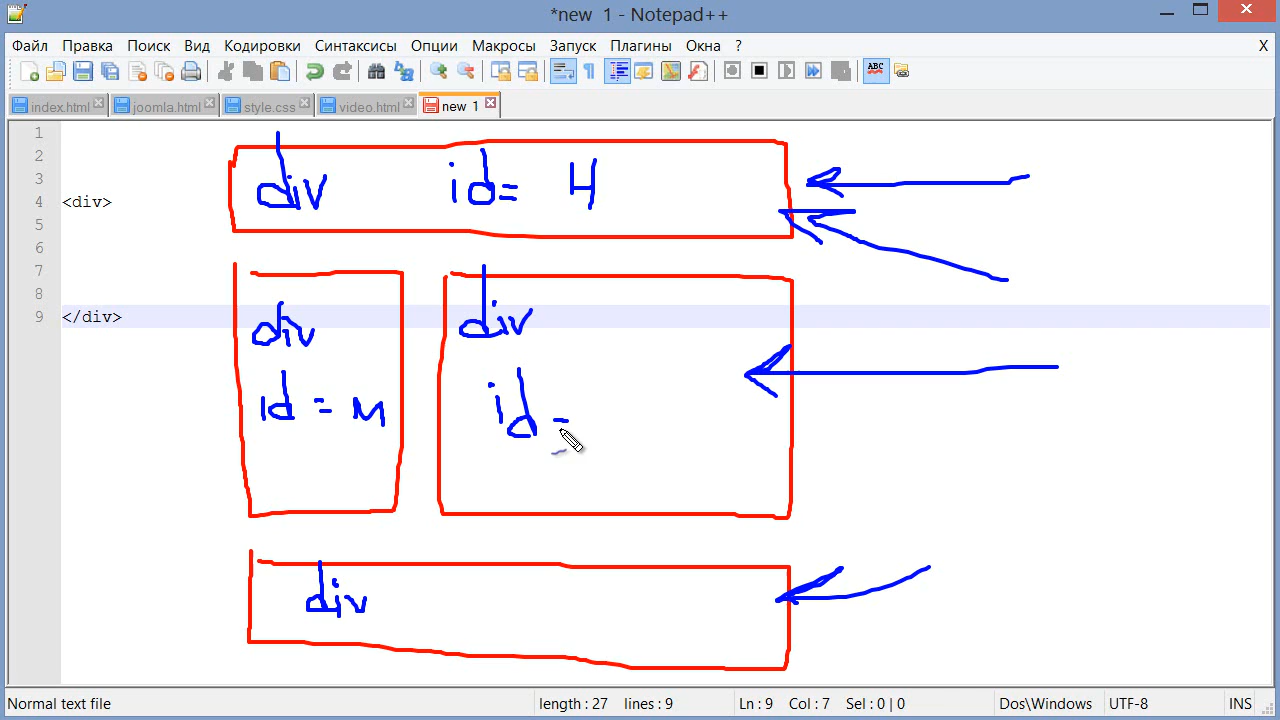 *new 1 - Notepad++
Файл Правка Поиск Вид Кодировки Синтаксисы Опции Макросы Запуск Плагины Окна ? X
ABC
index.html joomla.html style.css video.html new 1
1
2
3
4 <div>
5
6
7
8
9 </div>
div id= H
div
id = M
div
id =
div
Normal text file length : 27 lines : 9 Ln : 9 Col : 7 Sel : 0 | 0 Dos\Windows UTF-8 INS